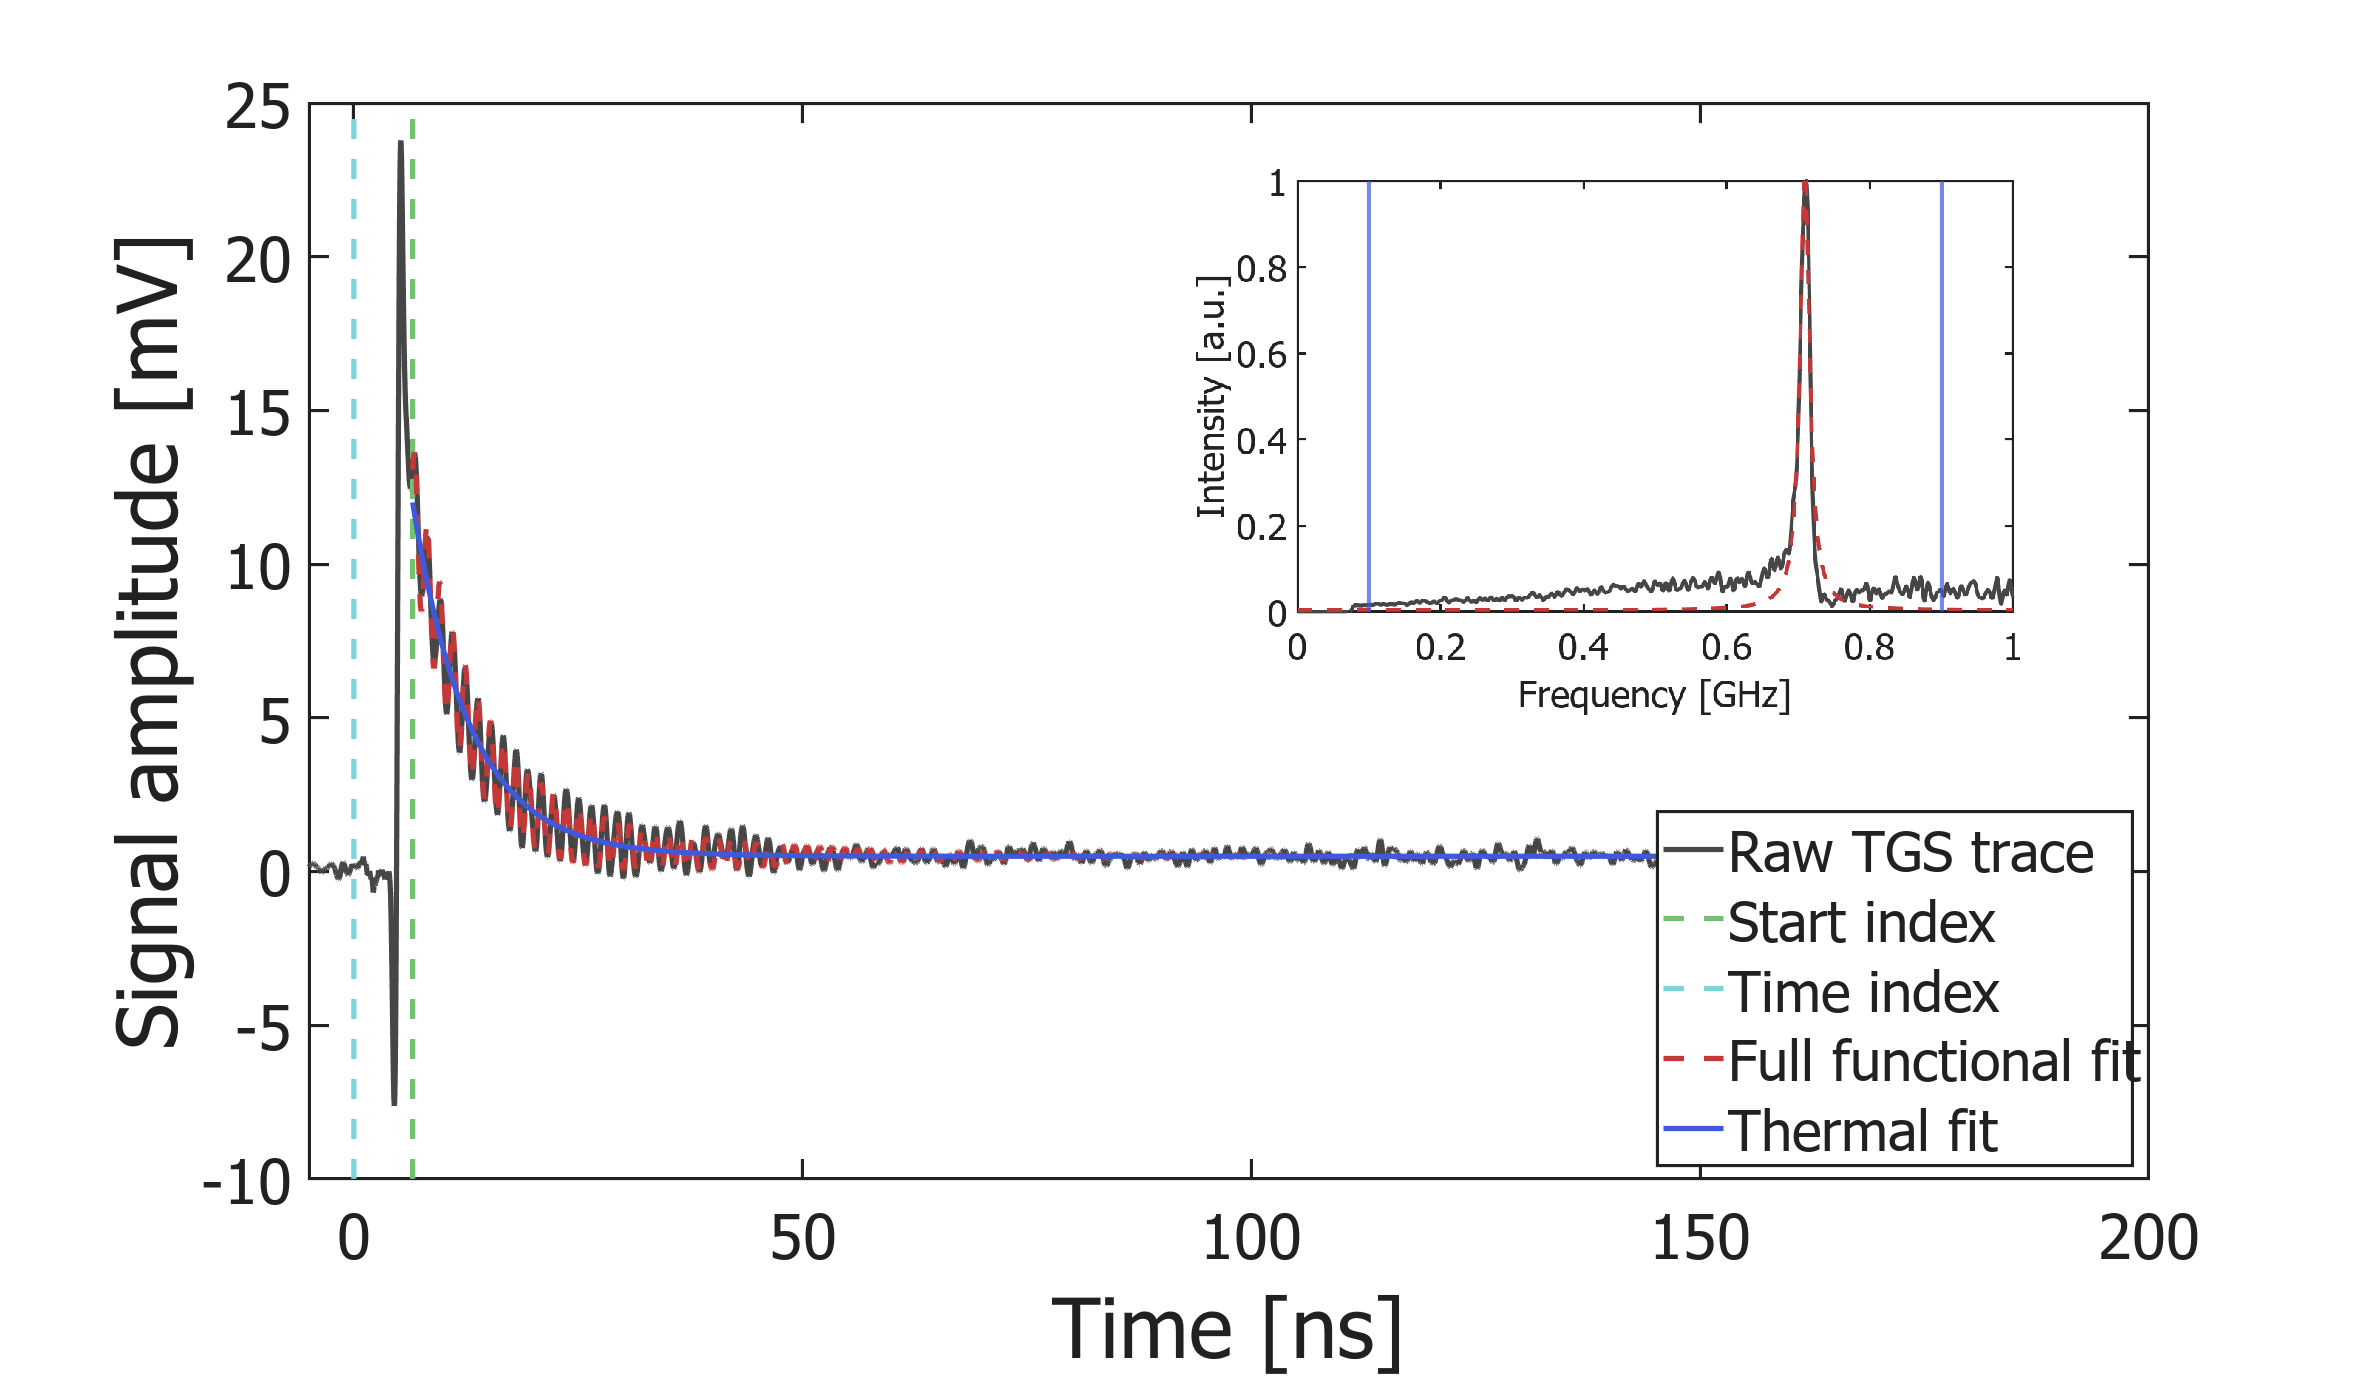 25
20
15
10
5
0
-5
-10
Signal amplitude [mV]
0
50
100
150
200
Time [ns]
1
0.8
0.6
0.4
0.2
0
Intensity [a.u.]
0
0.2
0.4
0.6
0.8
1
Frequency [GHz]
Raw TGS trace
Start index
Time index
Full functional fit
Thermal fit